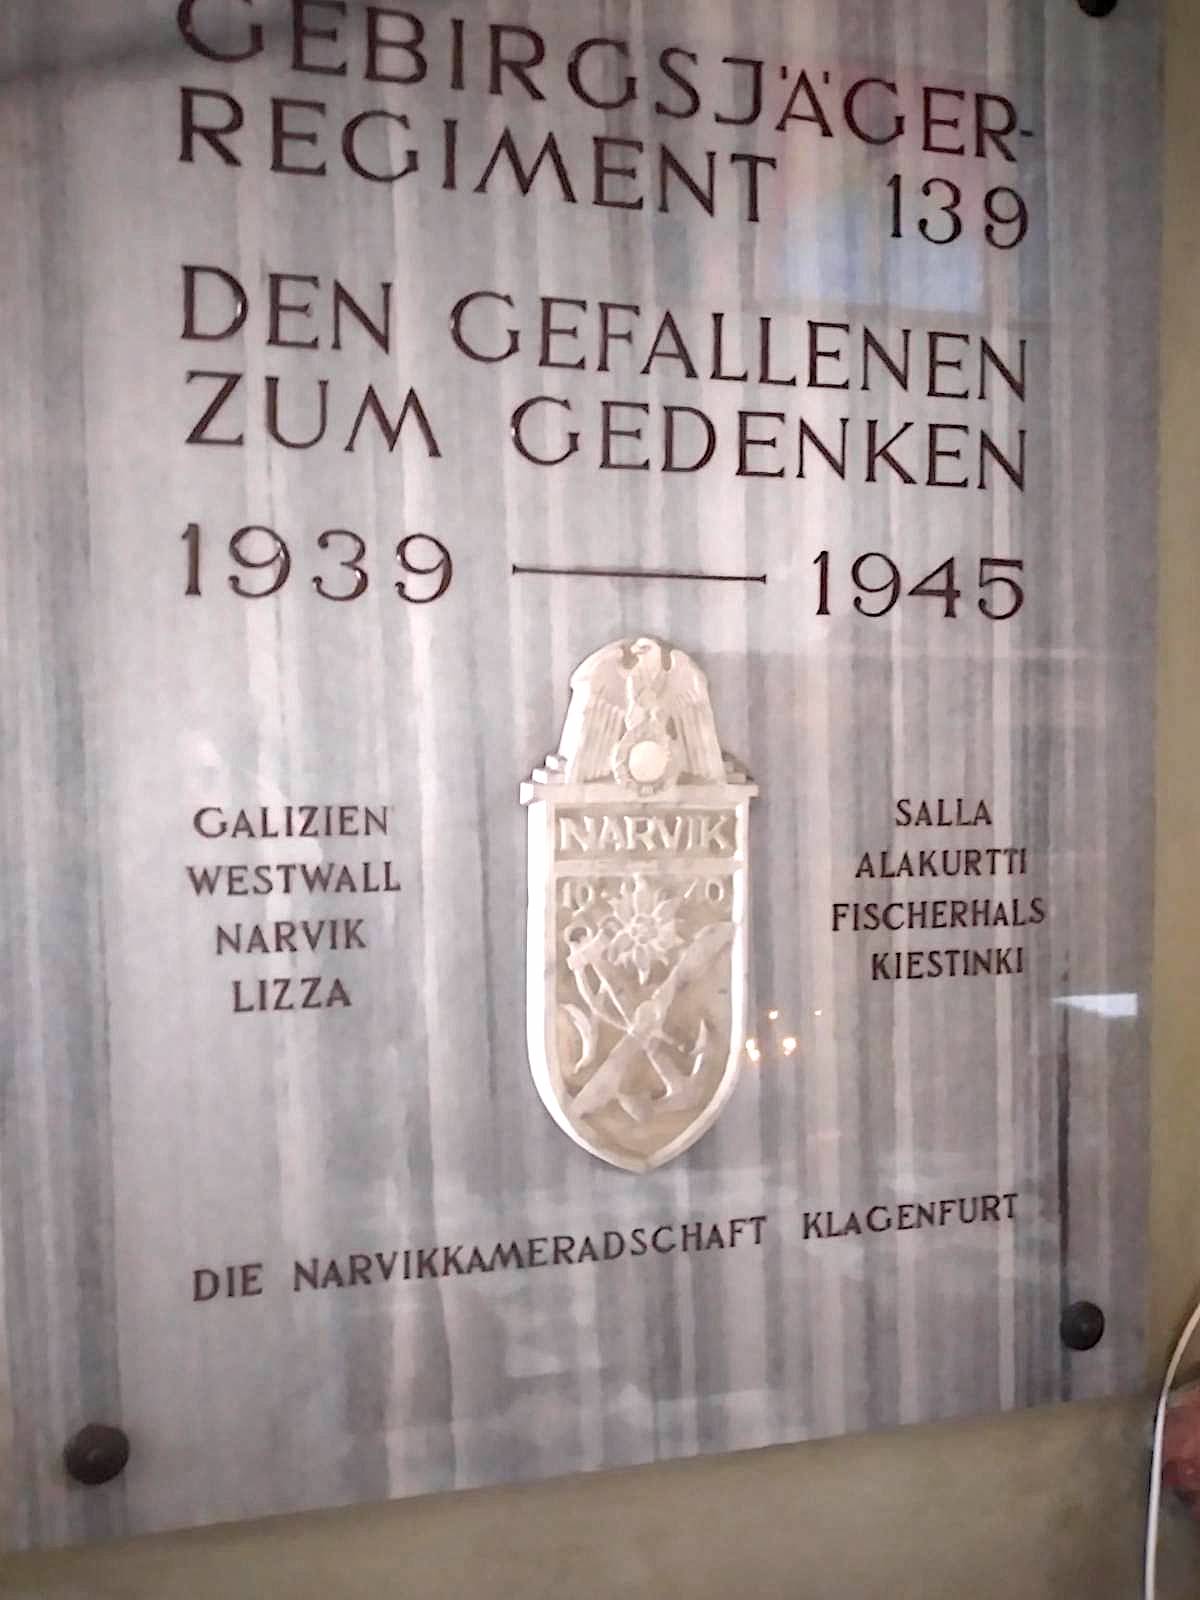 GEBIRGSJÄGER-
REGIMENT 139
DEN GEFALLENEN
ZUM GEDENKEN
1939 — 1945
GALIZIEN
WESTWALL
NARVIK
LIZZA
NARVIK
SALLA
ALAKURTTI
FISCHERHALS
KIESTINKI
DIE NARVIKKAMERADSCHAFT KLAGENFURT